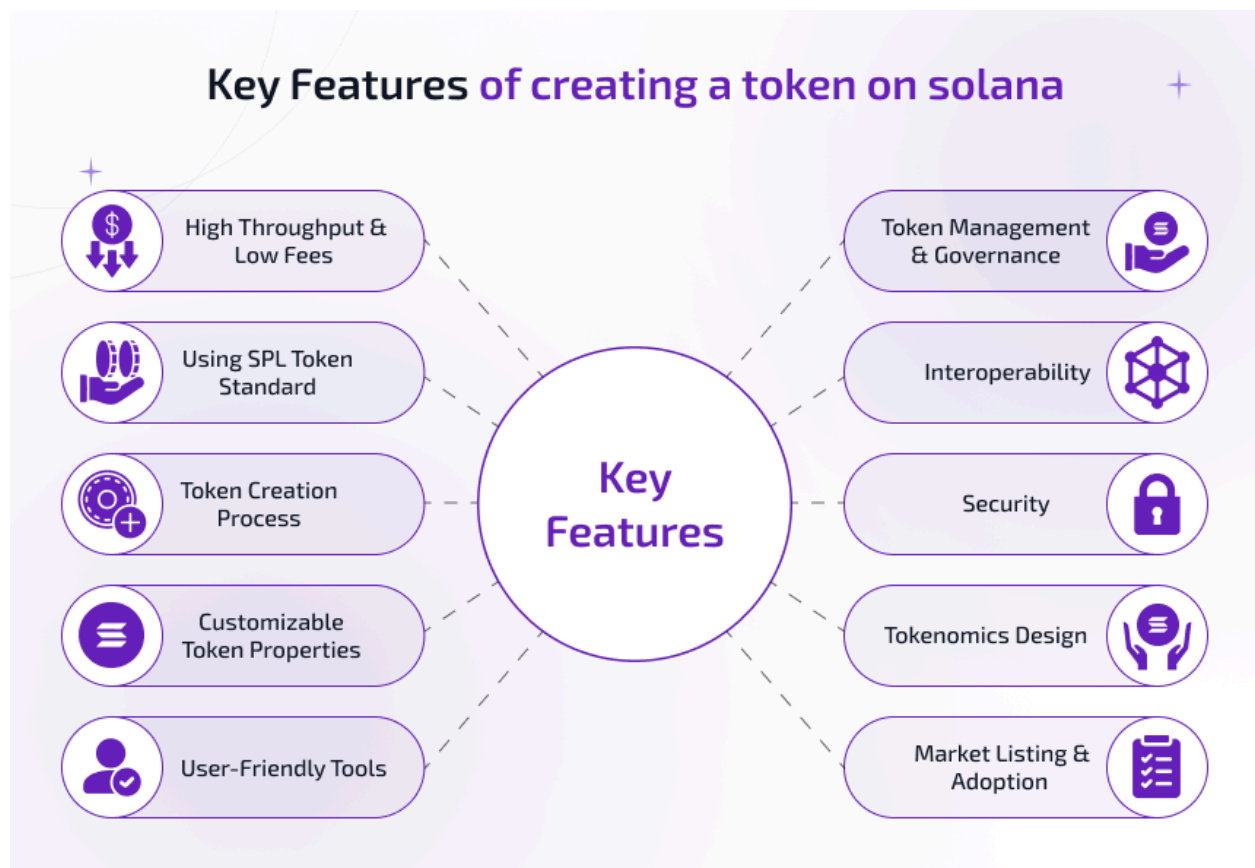 Key Features of creating a token on solana
High Throughput &
Low Fees
Using SPL Token
Standard
Token Creation
Process
Customizable
Token Properties
User-Friendly Tools
Key
Features
Token Management
& Governance
Interoperability
Security
Tokenomics Design
Market Listing &
Adoption